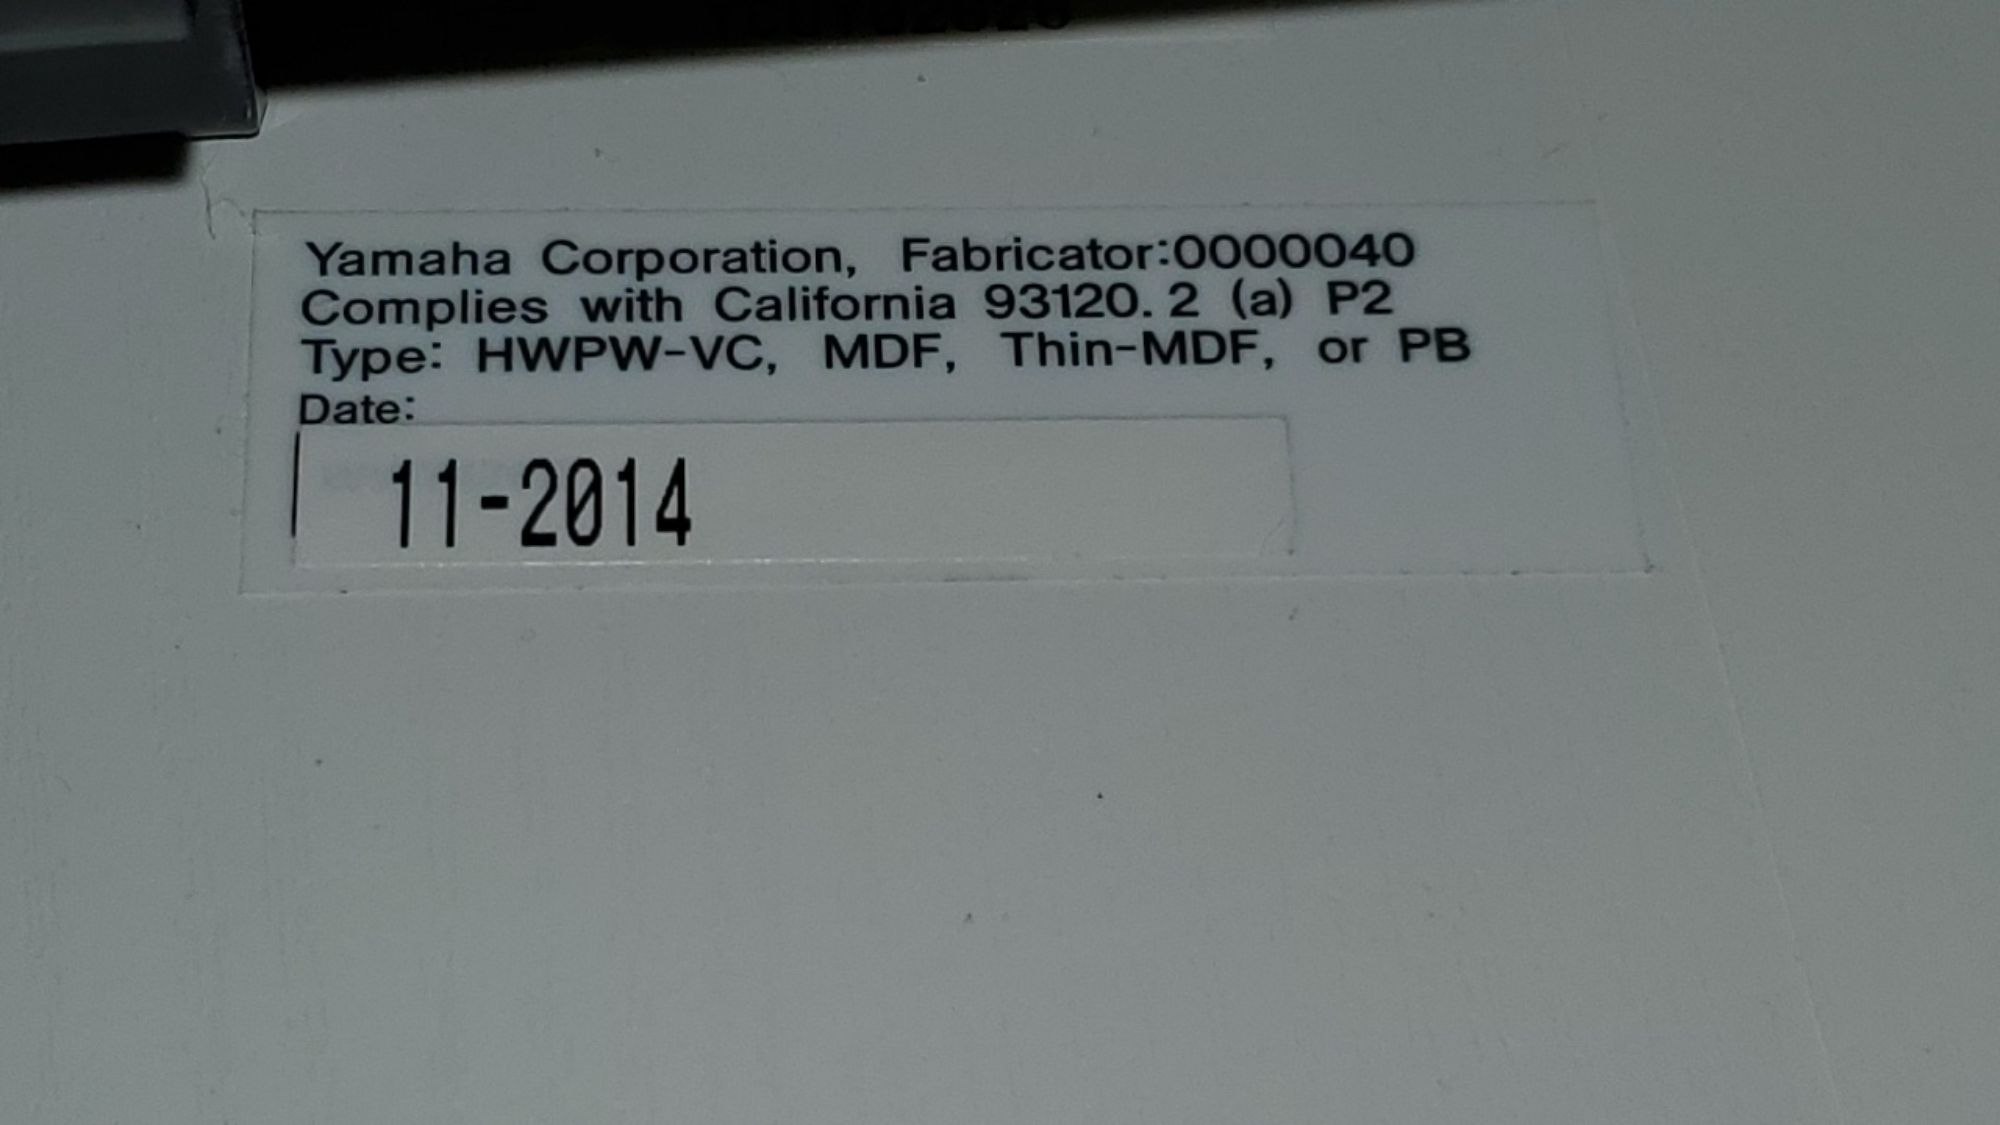 Yamaha Corporation, Fabricator:0000040
Complies with California 93120.2 (a) P2
Type: HWPW-VC, MDF, Thin-MDF, or PB
Date:
11-2014